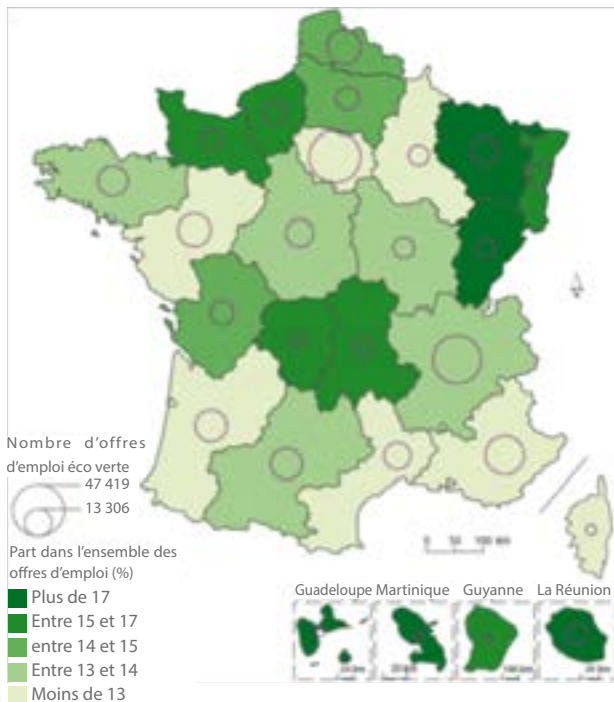 Nombre d'offres
d'emploi éco verte
47 419
13 306
0 50 100 km
Part dans l'ensemble des
offres d'emploi (%)
Plus de 17
Entre 15 et 17
entre 14 et 15
Entre 13 et 14
Moins de 13
Guadeloupe Martinique Guyanne La Réunion